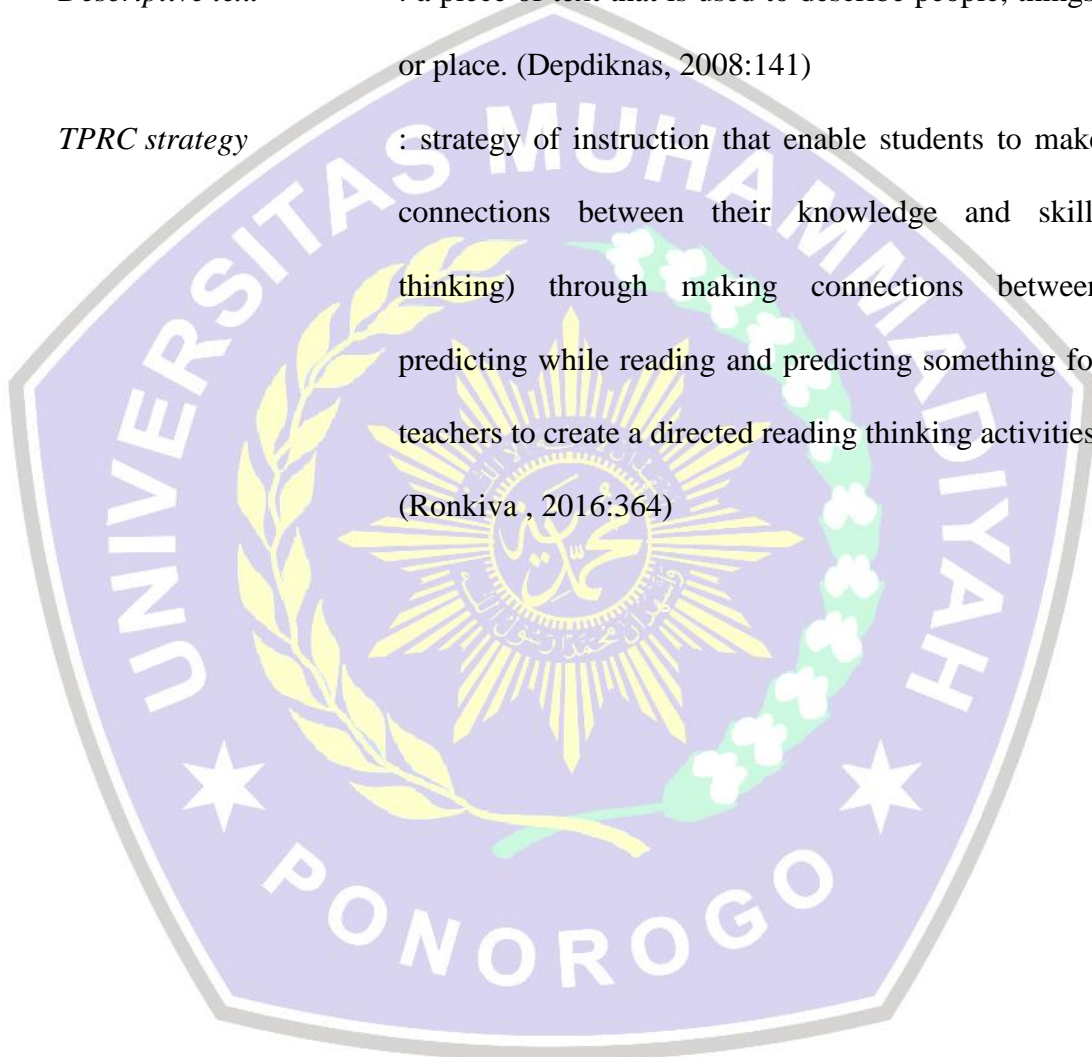 or place. (Depdiknas, 2008:141)
TPRC strategy : strategy of instruction that enable students to make
connections between their knowledge and skill
thinking) through making connections between
predicting while reading and predicting something
teachers to create a directed reading thinking activities
(Ronkiva , 2016:364)
UNIVERSITAS MUHAMMADIYAH
PONOROGO
محمد